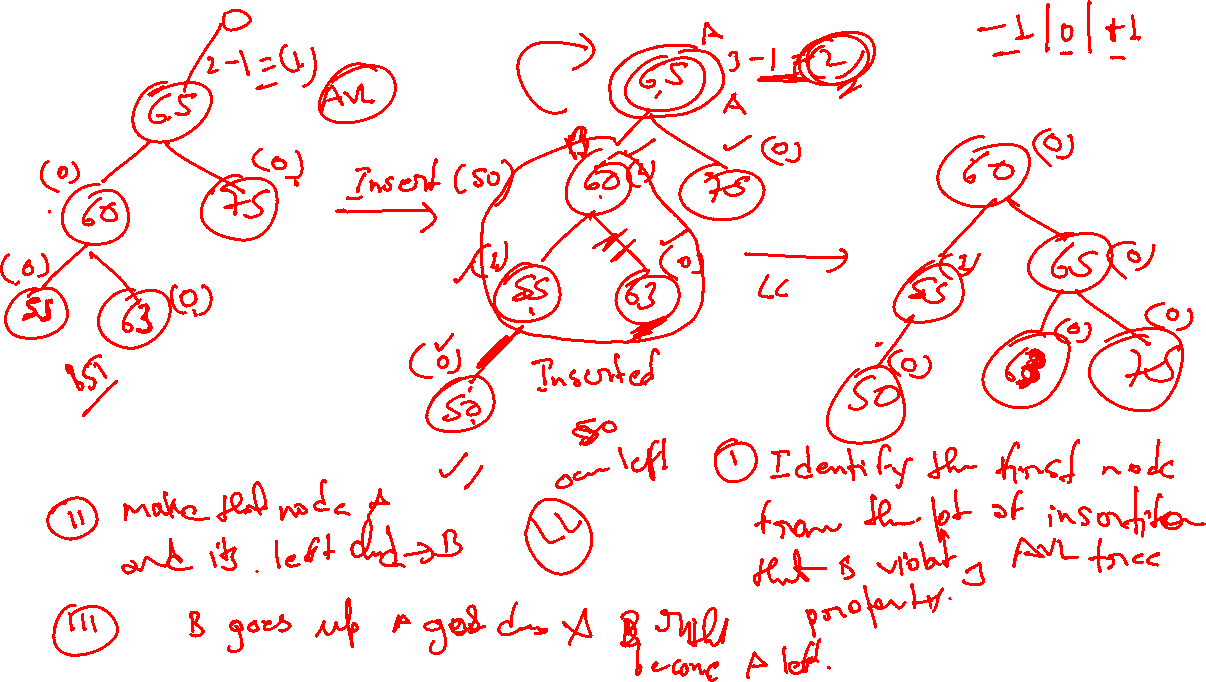 -1 | 0 | +1
2-1 = (1)
65
AVL
(0)
60
(0)
75
(0)
55
63
(0)
BST
Insert (50)
A
65
3-1 = 2
A
B
60
(1)
75
(0)
(1)
55
63
(0)
(0)
50
Inserted
50
on left
LL
LL
60
(0)
55
(1)
65
(0)
50
(0)
63
(0)
75
(0)
(I) Identify the first node
from the pt of insertion
that is violating AVL tree
property.
(II) make that node A
and its left child → B
(III) B goes up A goes down & B right
become A left.